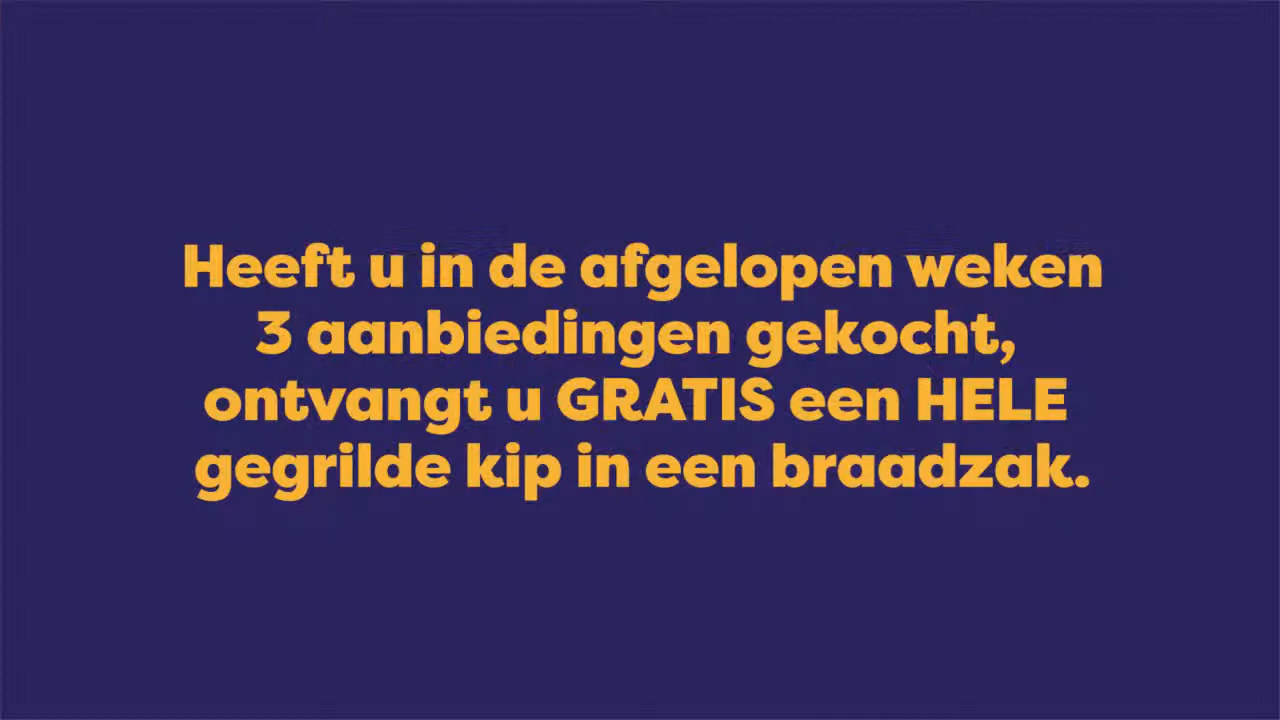 Heeft u in de afgelopen weken
3 aanbiedingen gekocht,
ontvangt u GRATIS een HELE
gegrilde kip in een braadzak.